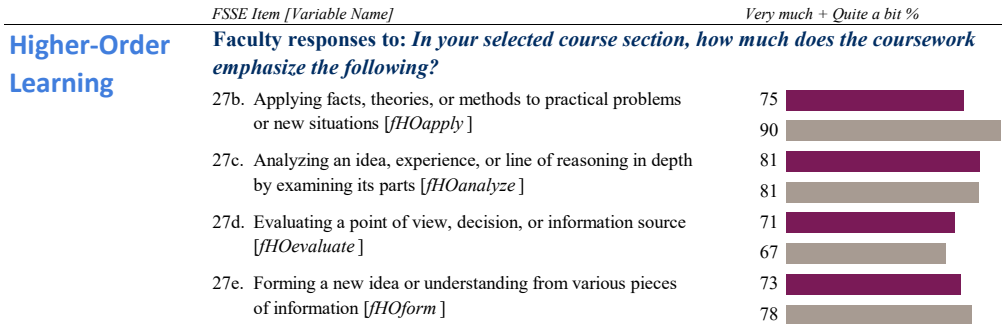 FSSE Item [Variable Name] Very much + Quite a bit %
Higher-Order Learning
Faculty responses to: In your selected course section, how much does the coursework
emphasize the following?
27b. Applying facts, theories, or methods to practical problems 75
or new situations [fHOapply ] 90
27c. Analyzing an idea, experience, or line of reasoning in depth 81
by examining its parts [fHOanalyze ] 81
27d. Evaluating a point of view, decision, or information source 71
[fHOevaluate ] 67
27e. Forming a new idea or understanding from various pieces 73
of information [fHOform ] 78